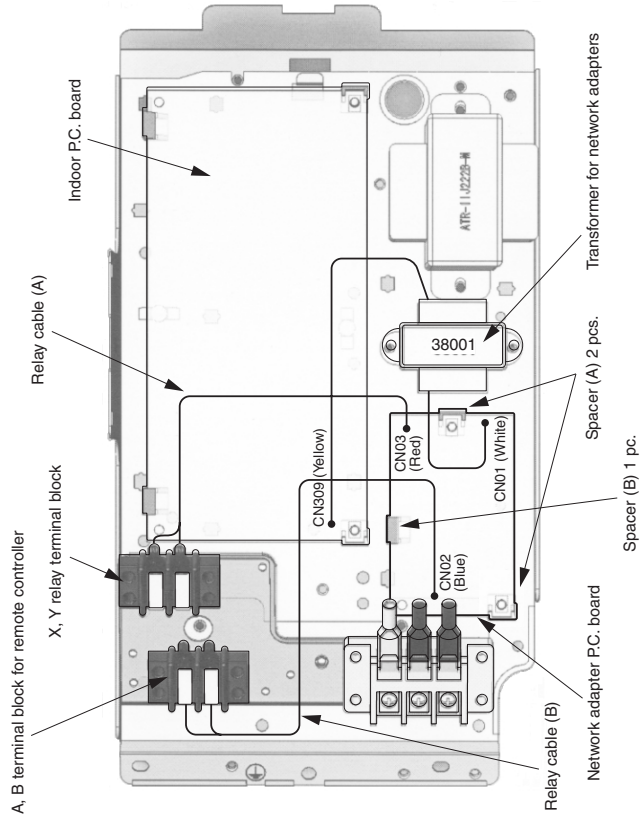 A, B terminal block for remote controller
X, Y relay terminal block
Relay cable (A)
Indoor P.C. board
CN309 (Yellow)
CN03
(Red)
CN02
(Blue)
CN01 (White)
38001
ATR-IIJ222B-M
Relay cable (B)
Network adapter P.C. board
Spacer (B) 1 pc.
Spacer (A) 2 pcs.
Transformer for network adapters